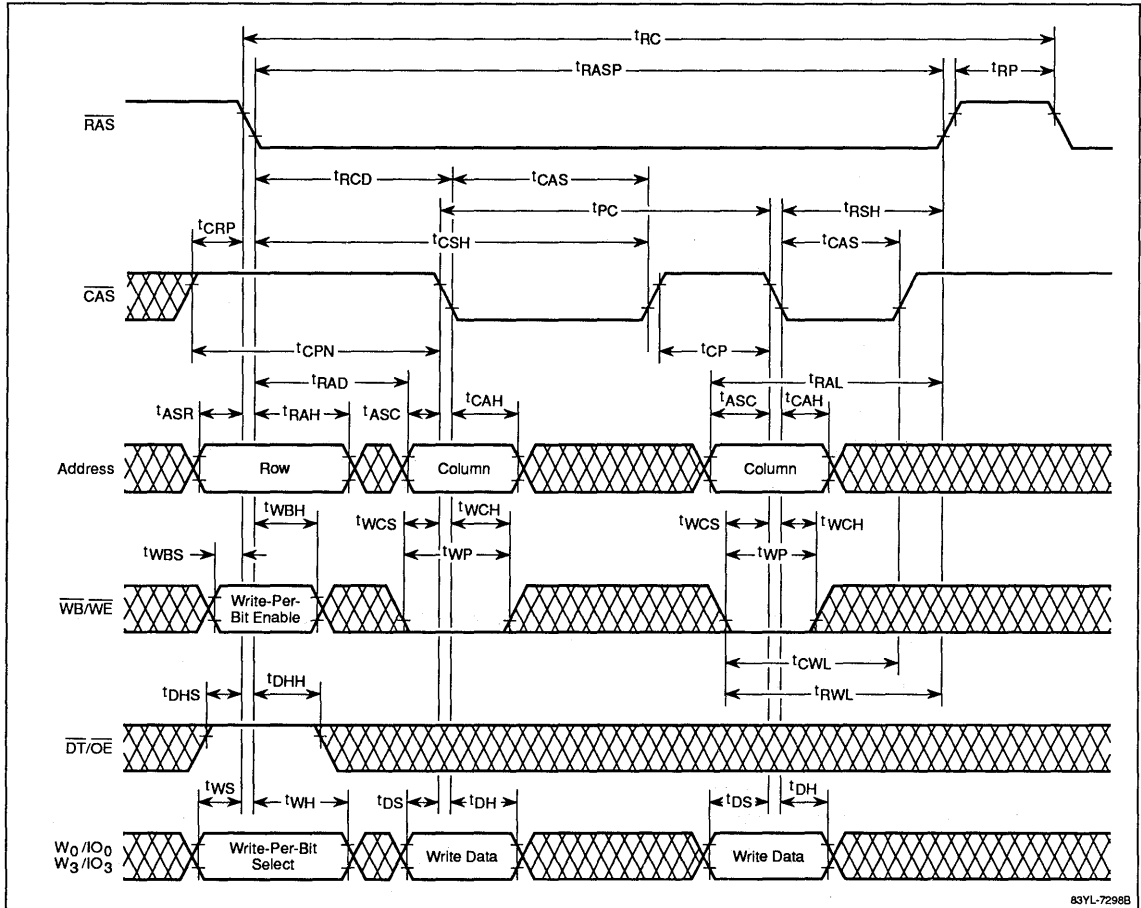 tRC
tRASP
tRP
RAS
tRCD
tCAS
tPC
tRSH
tCRP
tCSH
tCAS
CAS
tCPN
tCP
tRAD
tRAL
tASR
tRAH
tASC
tCAH
tASC
tCAH
Address
Row
Column
Column
tWBH
tWCS
tWCH
tWCS
tWCH
tWBS
tWP
tWP
WB/WE
Write-Per-
Bit Enable
tCWL
tDHS
tDHH
tRWL
DT/OE
tWS
tWH
tDS
tDH
tDS
tDH
W0/IO0
W3/IO3
Write-Per-Bit
Select
Write Data
Write Data
83YL-7298B